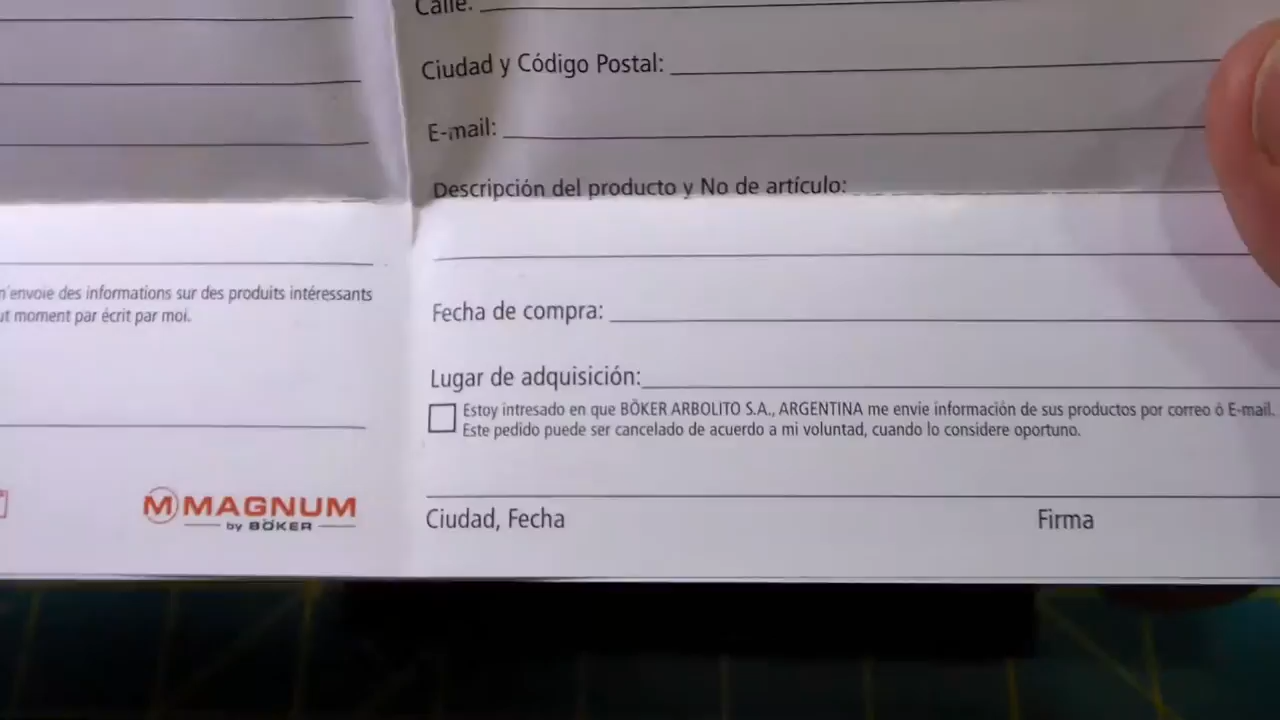 Calle:
Ciudad y Código Postal:
E-mail:
Descripción del producto y No de artículo:
Fecha de compra:
Lugar de adquisición:
Estoy intresado en que BÖKER ARBOLITO S.A., ARGENTINA me envie información de sus productos por correo ó E-mail.
Este pedido puede ser cancelado de acuerdo a mi voluntad, cuando lo considere oportuno.
Ciudad, Fecha Firma
m'envoie des informations sur des produits intéressants
ut moment par écrit par moi.
M MAGNUM
by BÖKER